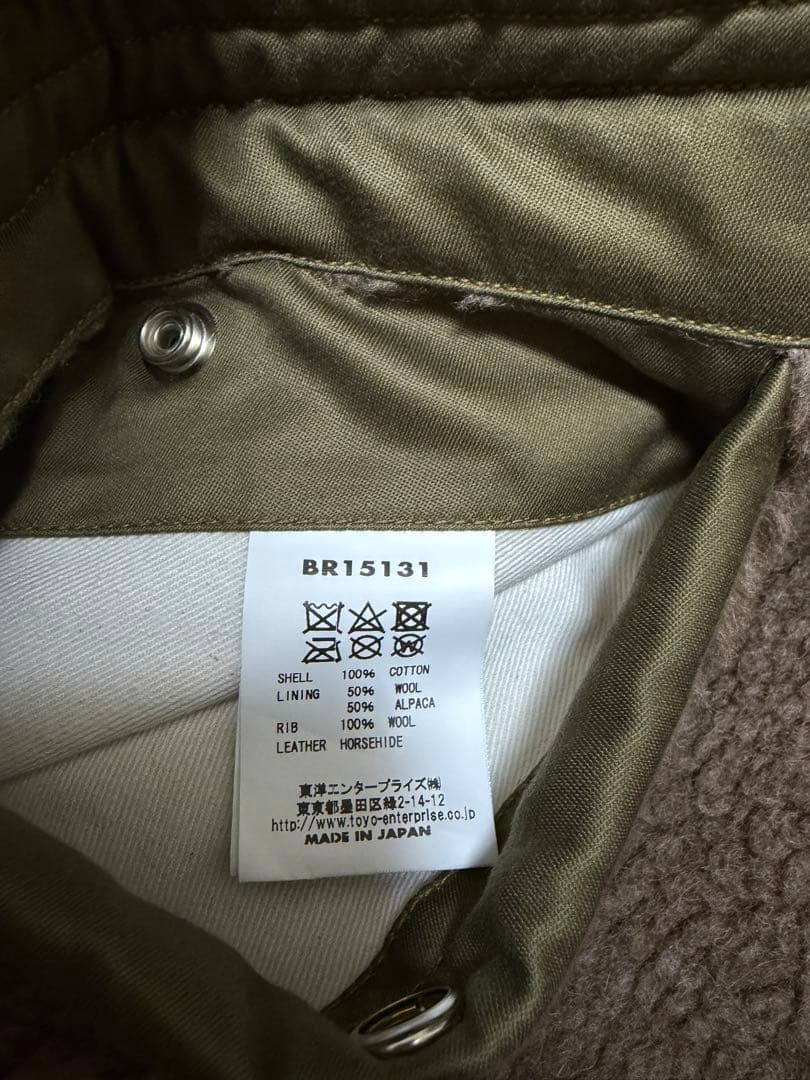 BR15131
SHELL 100% COTTON
LINING 50% WOOL
50% ALPACA
RIB 100% WOOL
LEATHER HORSEHIDE
東洋エンタープライズ㈱
東京都墨田区緑2-14-12
http://www.toyo-enterprise.co.jp
MADE IN JAPAN